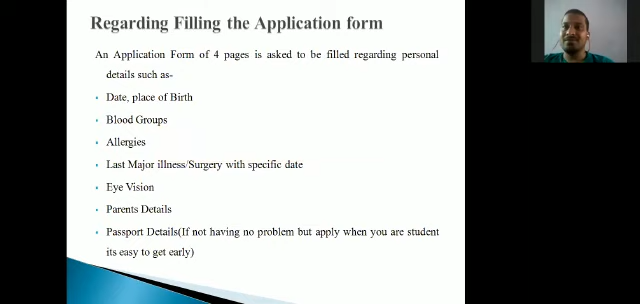 Regarding Filling the Application form
An Application Form of 4 pages is asked to be filled regarding personal
details such as-
• Date, place of Birth
• Blood Groups
• Allergies
• Last Major illness/Surgery with specific date
• Eye Vision
• Parents Details
• Passport Details(If not having no problem but apply when you are student
its easy to get early)